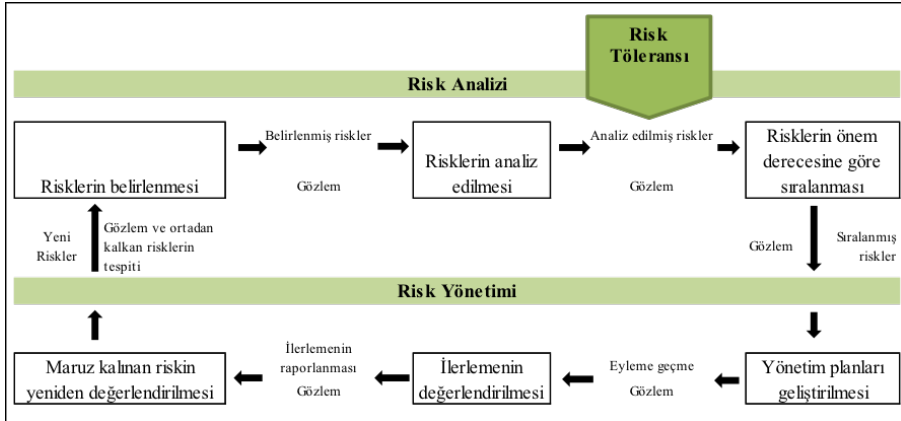 Risk
Töleransı
Risk Analizi
Belirlenmiş riskler
Analiz edilmiş riskler
Risklerin belirlenmesi
Risklerin analiz
edilmesi
Risklerin önem
derecesine göre
sıralanması
Gözlem
Gözlem
Yeni
Riskler
Gözlem ve ortadan
kalkan risklerin
tespiti
Gözlem
Sıralanmış
riskler
Risk Yönetimi
Maruz kalınan riskin
yeniden değerlendirilmesi
İlerlemenin
raporlanması
Gözlem
İlerlemenin
değerlendirilmesi
Eyleme geçme
Gözlem
Yönetim planları
geliştirilmesi